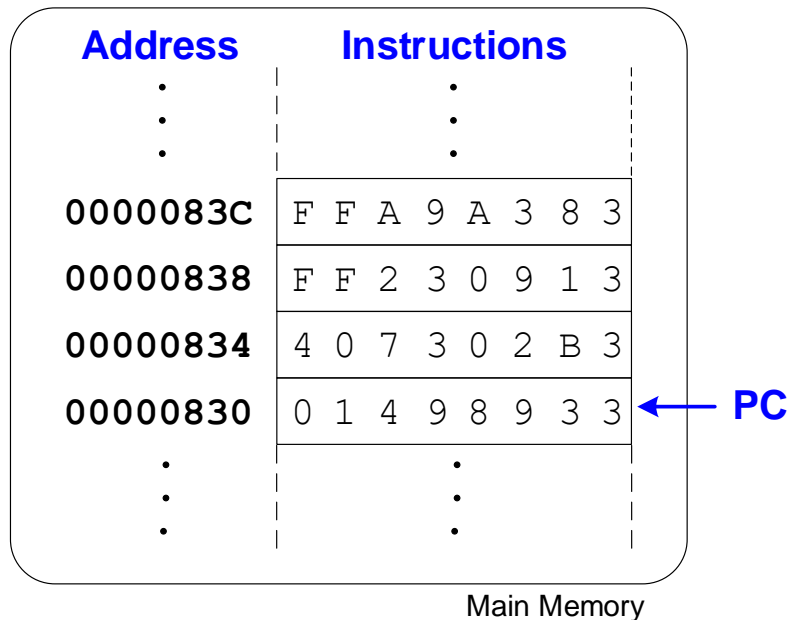 Address Instructions
0000083C F F A 9 A 3 8 3
00000838 F F 2 3 0 9 1 3
00000834 4 0 7 3 0 2 B 3
00000830 0 1 4 9 8 9 3 3 PC
Main Memory